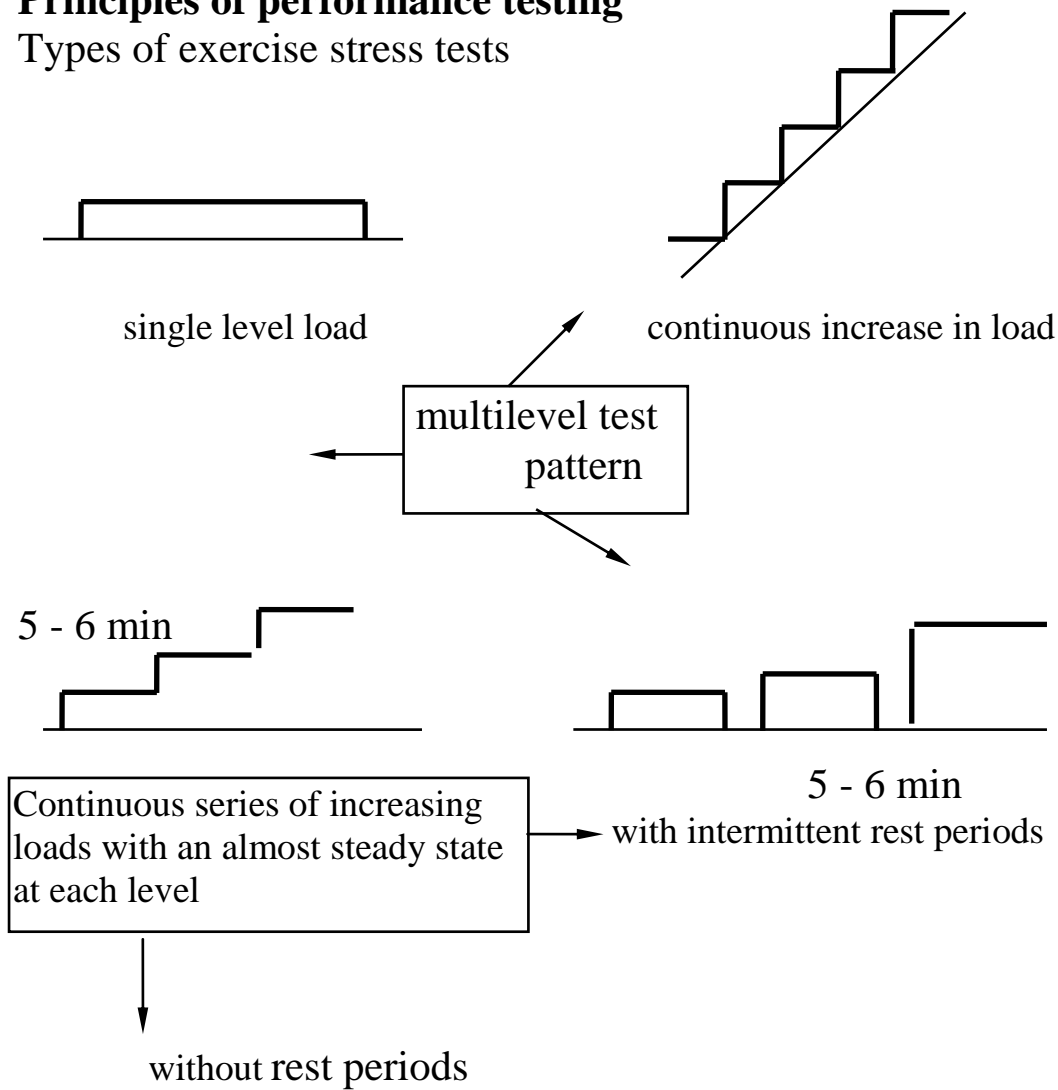 Principles of performance testing
Types of exercise stress tests
single level load
continuous increase in load
multilevel test
pattern
5 - 6 min
5 - 6 min
Continuous series of increasing
loads with an almost steady state
at each level
with intermittent rest periods
without rest periods